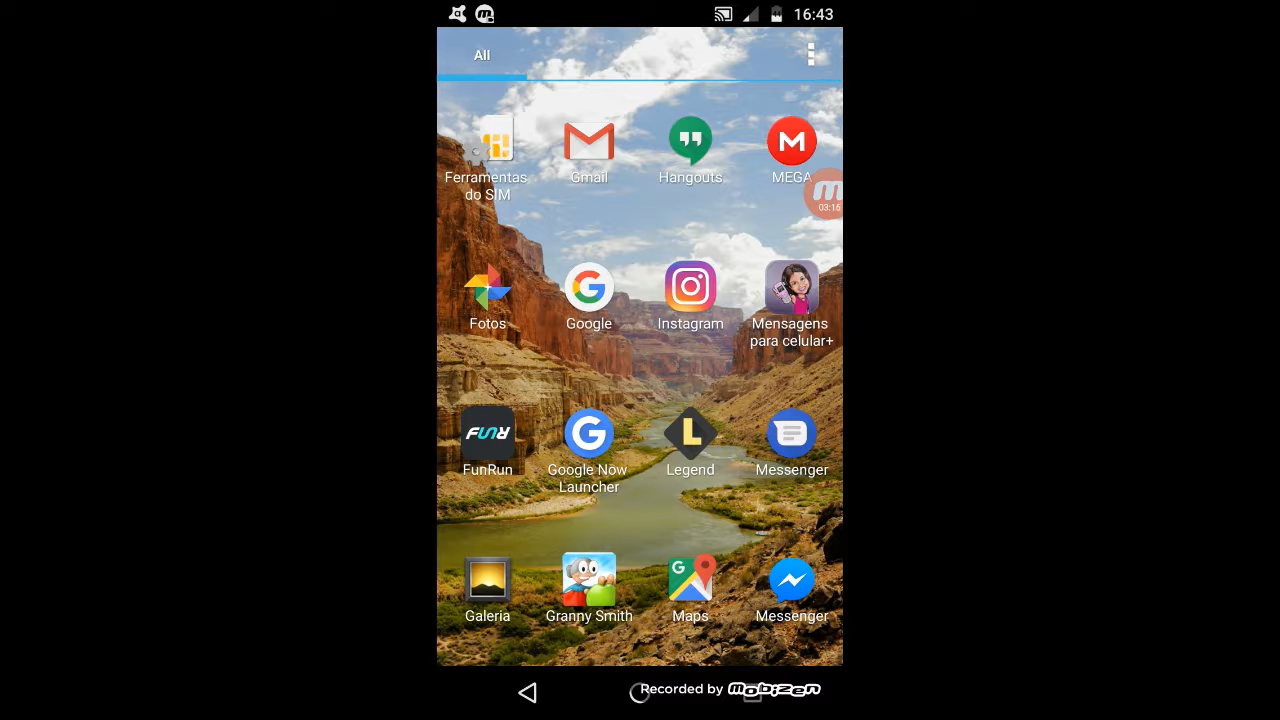 16:43
All
Ferramentas
do SIM
Gmail
Hangouts
MEGA
03:16
Fotos
Google
Instagram
Mensagens
para celular+
FunRun
Google Now
Launcher
Legend
Messenger
Galeria
Granny Smith
Maps
Messenger
Recorded by mobizen